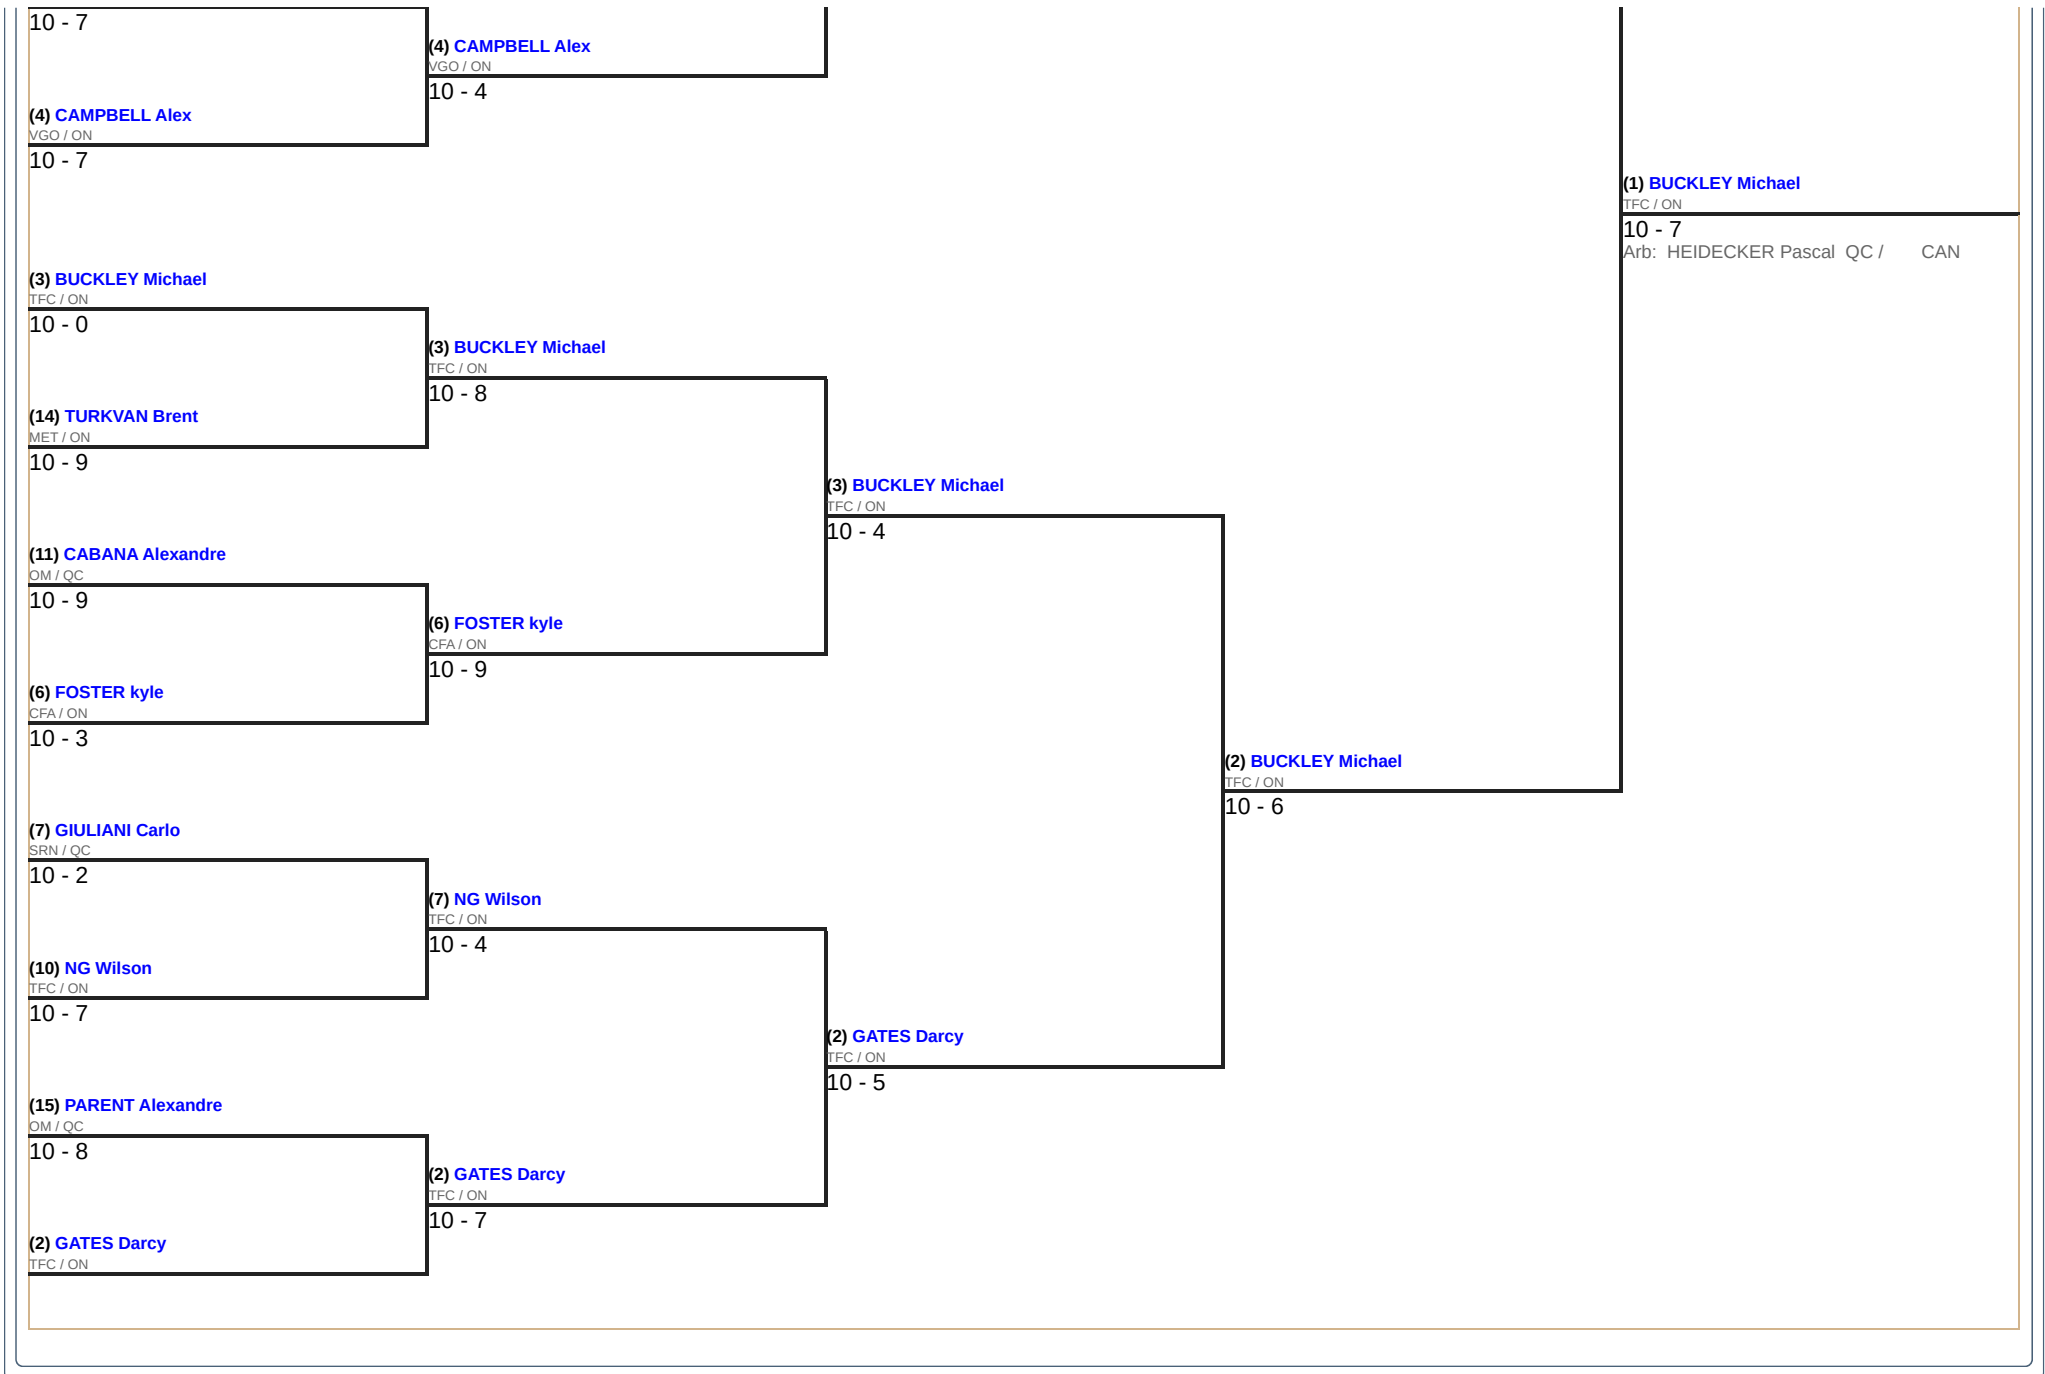 10 - 7
(4) CAMPBELL Alex
VGO / ON
10 - 4
(4) CAMPBELL Alex
VGO / ON
10 - 7
(1) BUCKLEY Michael
TFC / ON
10 - 7
Arb: HEIDECKER Pascal QC / CAN
(3) BUCKLEY Michael
TFC / ON
10 - 0
(3) BUCKLEY Michael
TFC / ON
10 - 8
(14) TURKVAN Brent
MET / ON
10 - 9
(3) BUCKLEY Michael
TFC / ON
10 - 4
(11) CABANA Alexandre
OM / QC
10 - 9
(6) FOSTER kyle
CFA / ON
10 - 9
(6) FOSTER kyle
CFA / ON
10 - 3
(2) BUCKLEY Michael
TFC / ON
10 - 6
(7) GIULIANI Carlo
SRN / QC
10 - 2
(7) NG Wilson
TFC / ON
10 - 4
(10) NG Wilson
TFC / ON
10 - 7
(2) GATES Darcy
TFC / ON
10 - 5
(15) PARENT Alexandre
OM / QC
10 - 8
(2) GATES Darcy
TFC / ON
10 - 7
(2) GATES Darcy
TFC / ON